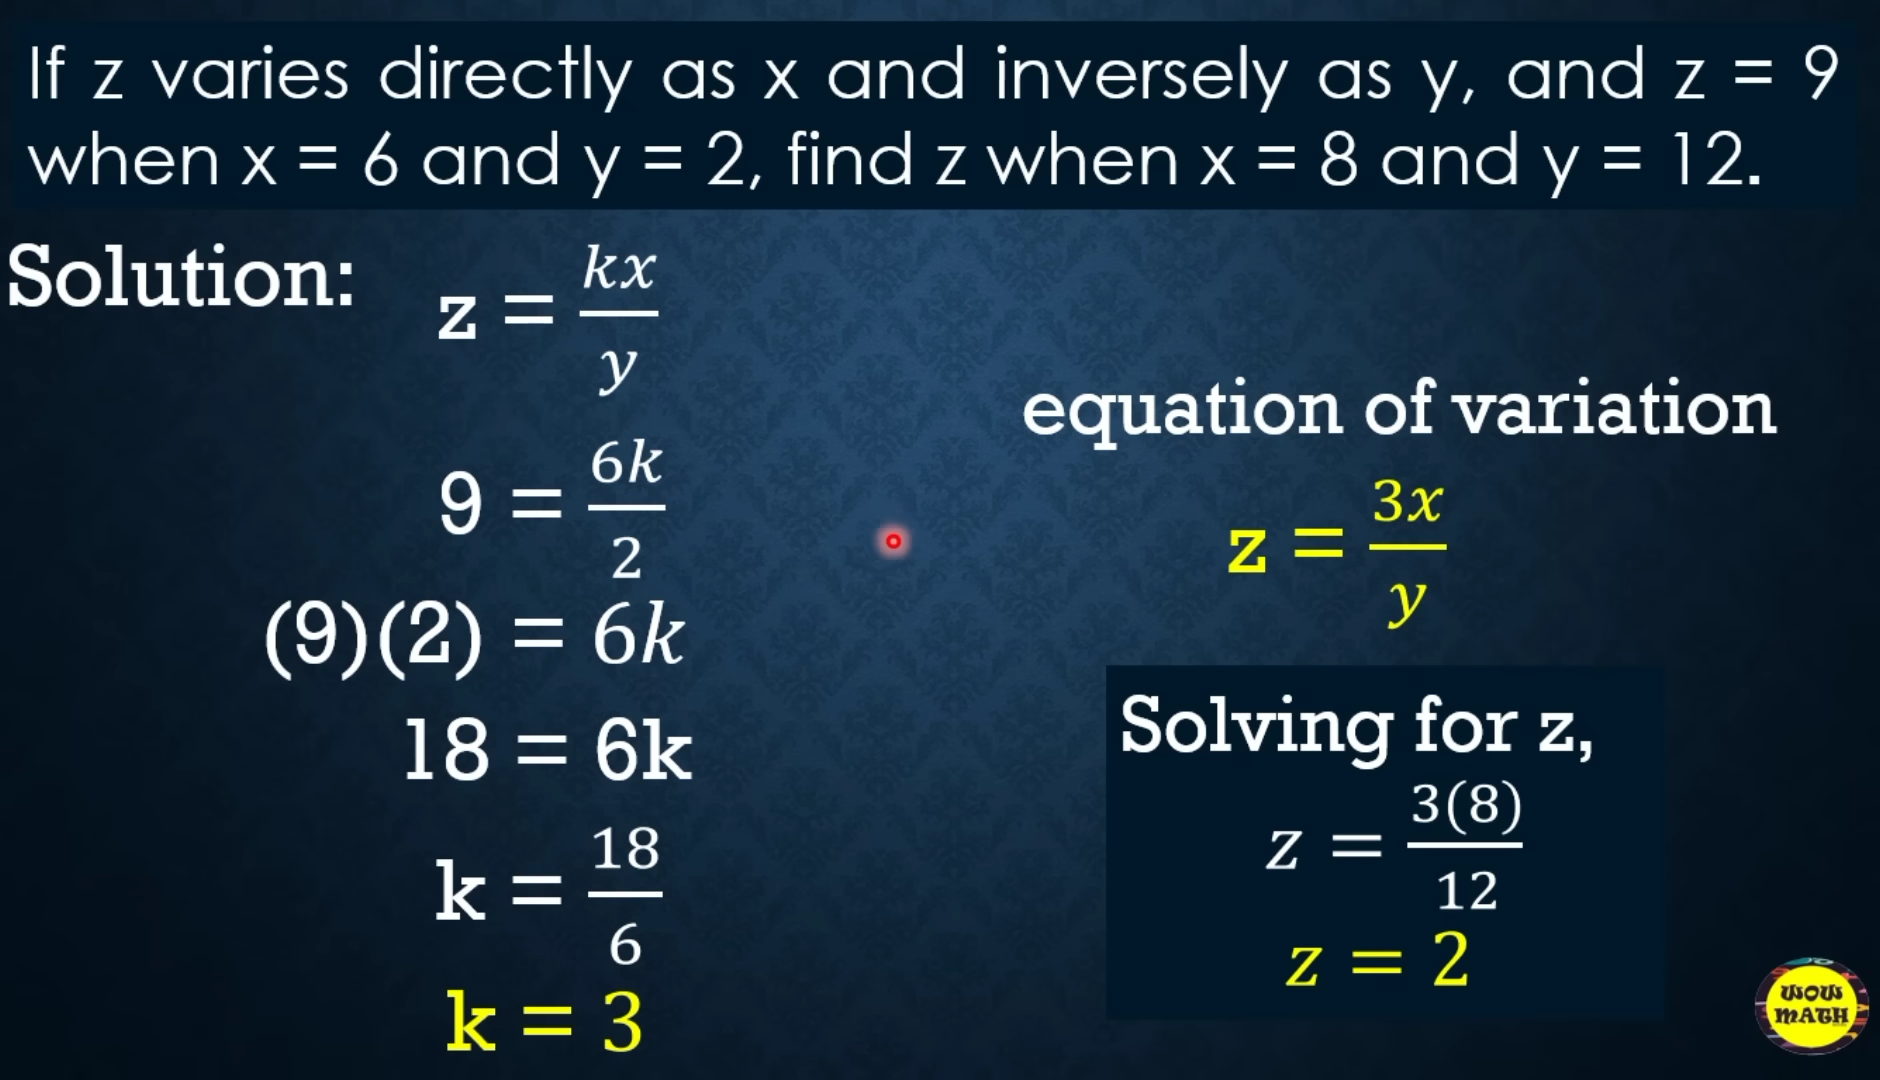 If z varies directly as x and inversely as y, and z = 9
when x = 6 and y = 2, find z when x = 8 and y = 12.
Solution:
z = kx/y
9 = 6k/2
(9)(2) = 6k
18 = 6k
k = 18/6
k = 3
equation of variation
z = 3x/y
Solving for z,
z = 3(8)/12
z = 2
WOW
MATH